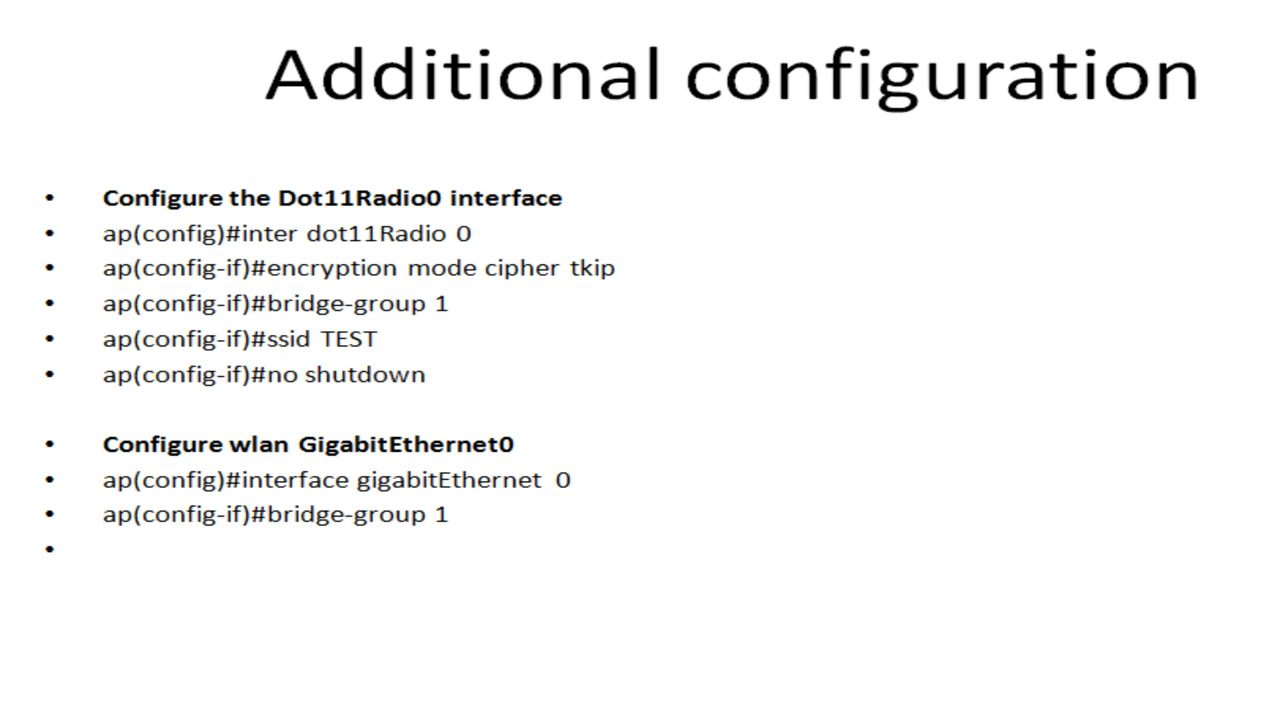 Additional configuration
• Configure the Dot11Radio0 interface
• ap(config)#inter dot11Radio 0
• ap(config-if)#encryption mode cipher tkip
• ap(config-if)#bridge-group 1
• ap(config-if)#ssid TEST
• ap(config-if)#no shutdown
• Configure wlan GigabitEthernet0
• ap(config)#interface gigabitEthernet 0
• ap(config-if)#bridge-group 1
•